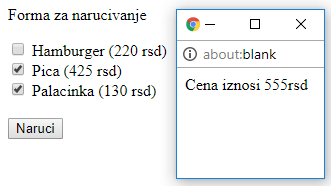 Forma za narucivanje
Hamburger (220 rsd)
Pica (425 rsd)
Palacinka (130 rsd)
Naruci
about:blank
Cena iznosi 555rsd